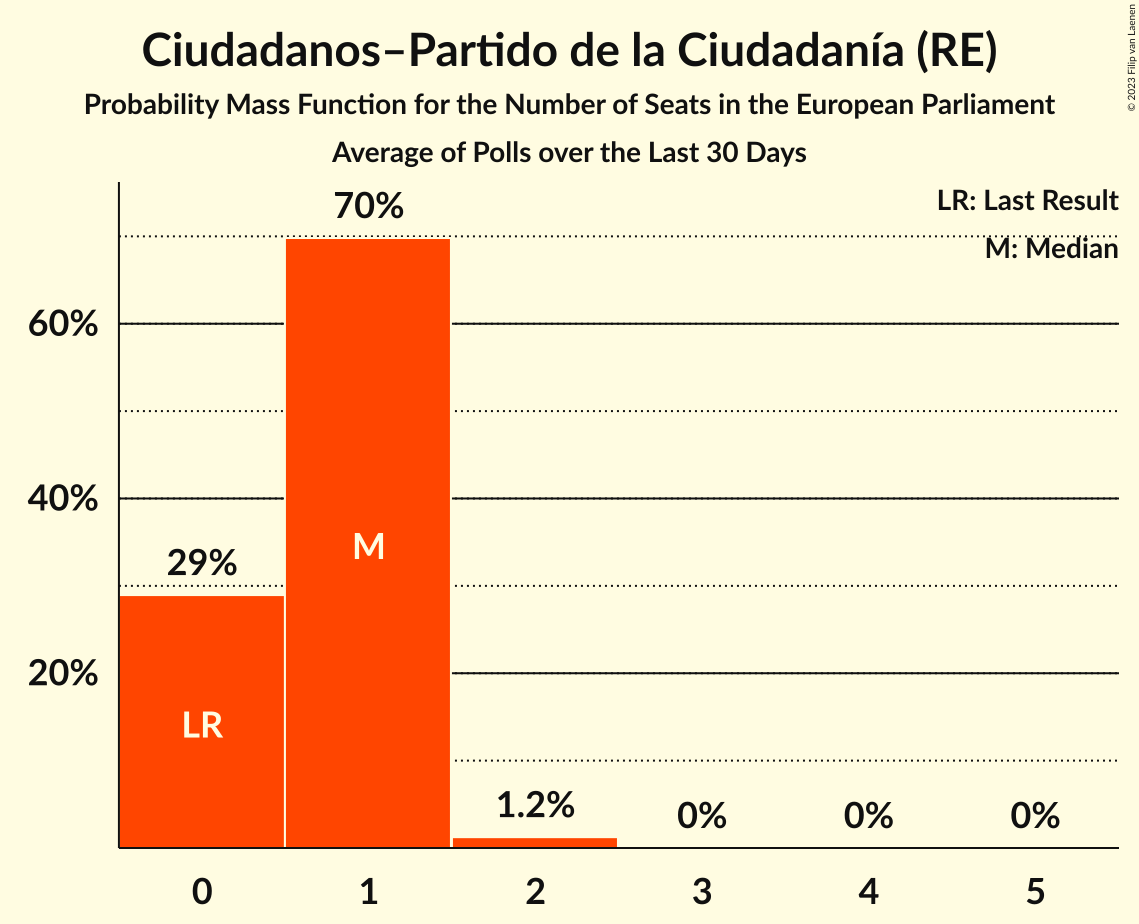 Ciudadanos–Partido de la Ciudadanía (RE)
Probability Mass Function for the Number of Seats in the European Parliament
Average of Polls over the Last 30 Days
© 2023 Filip van Laenen
LR: Last Result
M: Median
70%
60%
40%
29%
20%
M
LR
1.2%
0%
0%
0%
0
1
2
3
4
5